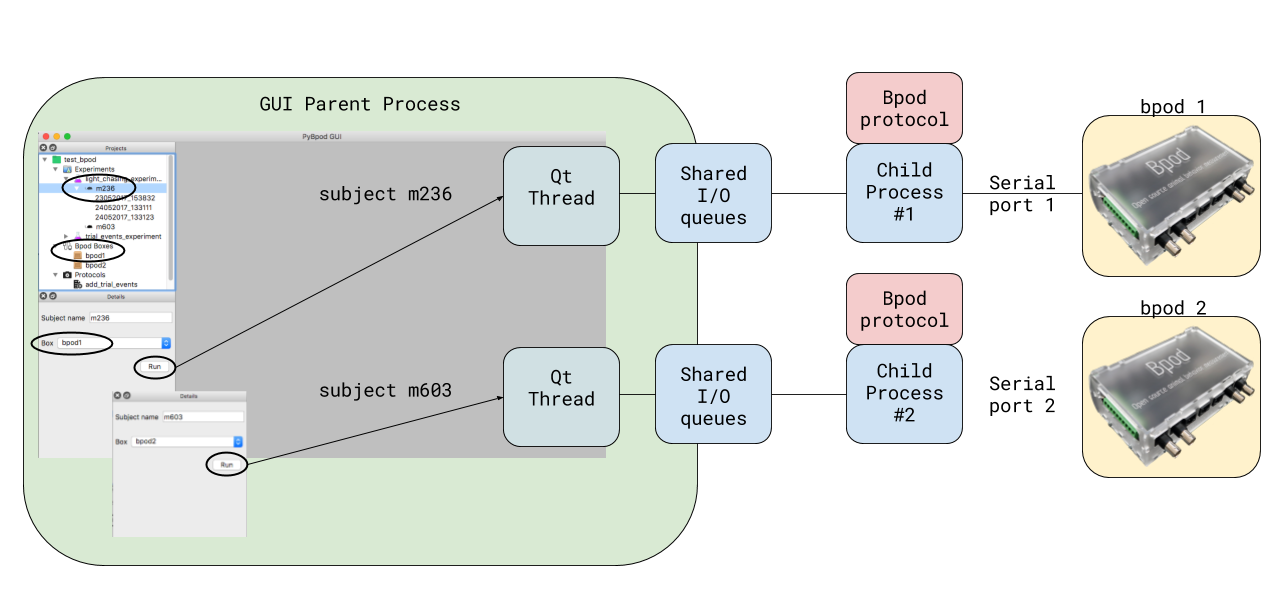 GUI Parent Process
PyBpod GUI
Projects
test_bpod
Experiments
light_chasing_experim...
m236
23052017_153832
24052017_133111
24052017_133123
m603
trial_events_experiment
Bpod Boxes
bpod1
bpod2
Protocols
add_trial_events
Details
Subject name m236
Box bpod1
Run
Details
Subject name m603
Box bpod2
Run
subject m236
subject m603
Qt
Thread
Shared
I/O
queues
Bpod
protocol
Child
Process
#1
Serial
port 1
bpod 1
Bpod
Qt
Thread
Shared
I/O
queues
Bpod
protocol
Child
Process
#2
Serial
port 2
bpod 2
Bpod